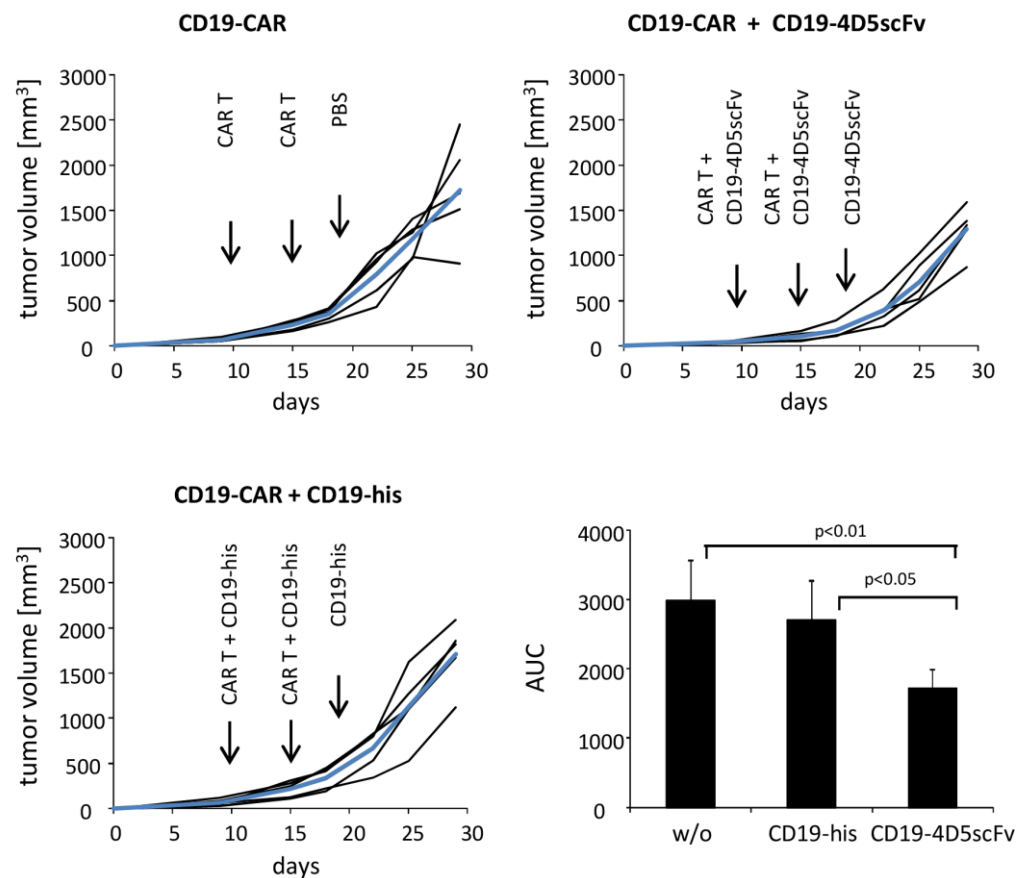 CD19-CAR
tumor volume [mm³]
3000
2500
2000
1500
1000
500
0
CAR T
CAR T
PBS
0 5 10 15 20 25 30
days
CD19-CAR + CD19-4D5scFv
tumor volume [mm³]
3000
2500
2000
1500
1000
500
0
CAR T +
CD19-4D5scFv
CAR T +
CD19-4D5scFv
CD19-4D5scFv
0 5 10 15 20 25 30
days
CD19-CAR + CD19-his
tumor volume [mm³]
3000
2500
2000
1500
1000
500
0
CAR T + CD19-his
CAR T + CD19-his
CD19-his
0 5 10 15 20 25 30
days
AUC
4000
3000
2000
1000
0
p<0.01
p<0.05
w/o CD19-his CD19-4D5scFv